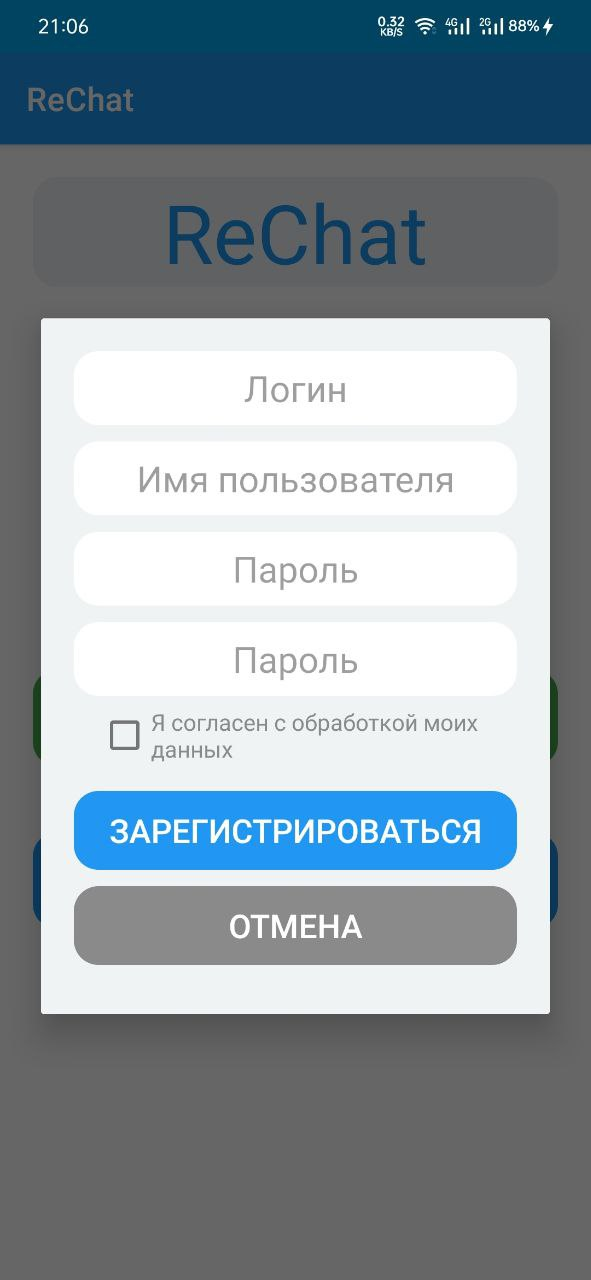 21:06
0.32
KB/S
4G
2G
88%
ReChat
ReChat
Логин
Имя пользователя
Пароль
Пароль
Я согласен с обработкой моих
данных
ЗАРЕГИСТРИРОВАТЬСЯ
ОТМЕНА